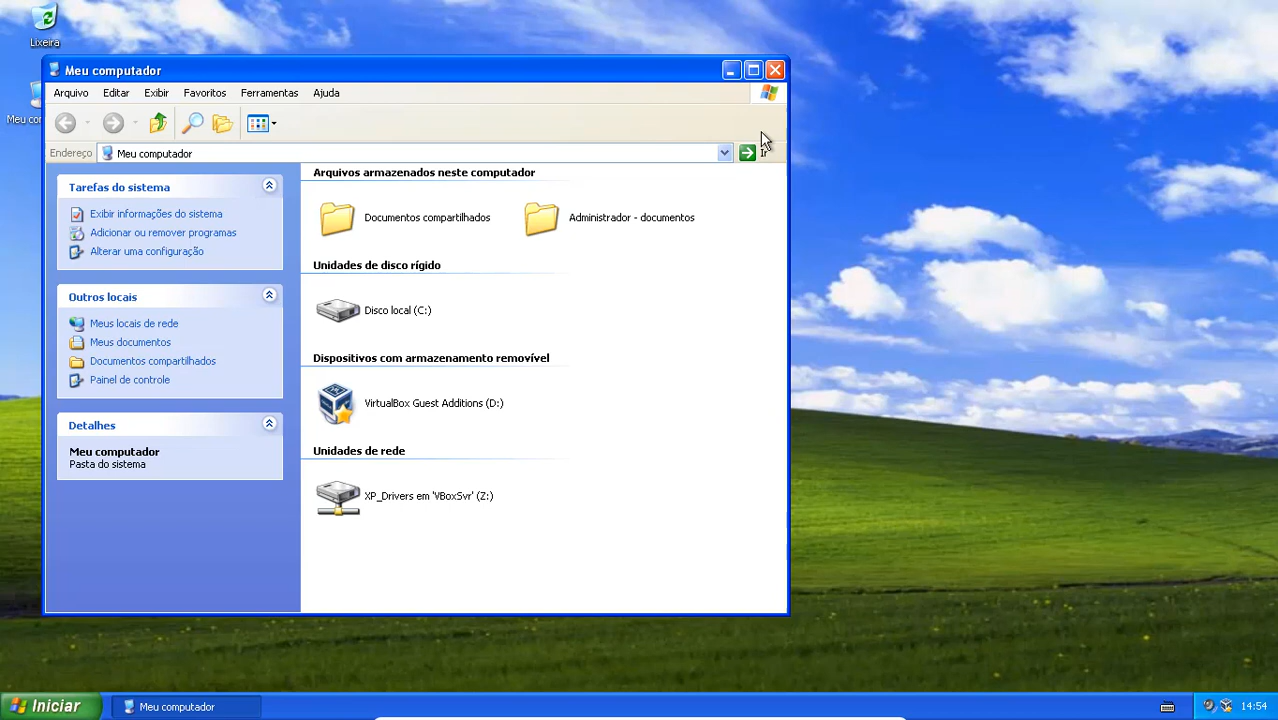 Lixeira
Meu computador
Meu co
Arquivo Editar Exibir Favoritos Ferramentas Ajuda
Endereço Meu computador Ir
Tarefas do sistema
Exibir informações do sistema
Adicionar ou remover programas
Alterar uma configuração
Outros locais
Meus locais de rede
Meus documentos
Documentos compartilhados
Painel de controle
Detalhes
Meu computador
Pasta do sistema
Arquivos armazenados neste computador
Documentos compartilhados Administrador - documentos
Unidades de disco rígido
Disco local (C:)
Dispositivos com armazenamento removível
VirtualBox Guest Additions (D:)
Unidades de rede
XP_Drivers em 'VBoxSvr' (Z:)
Iniciar Meu computador 14:54